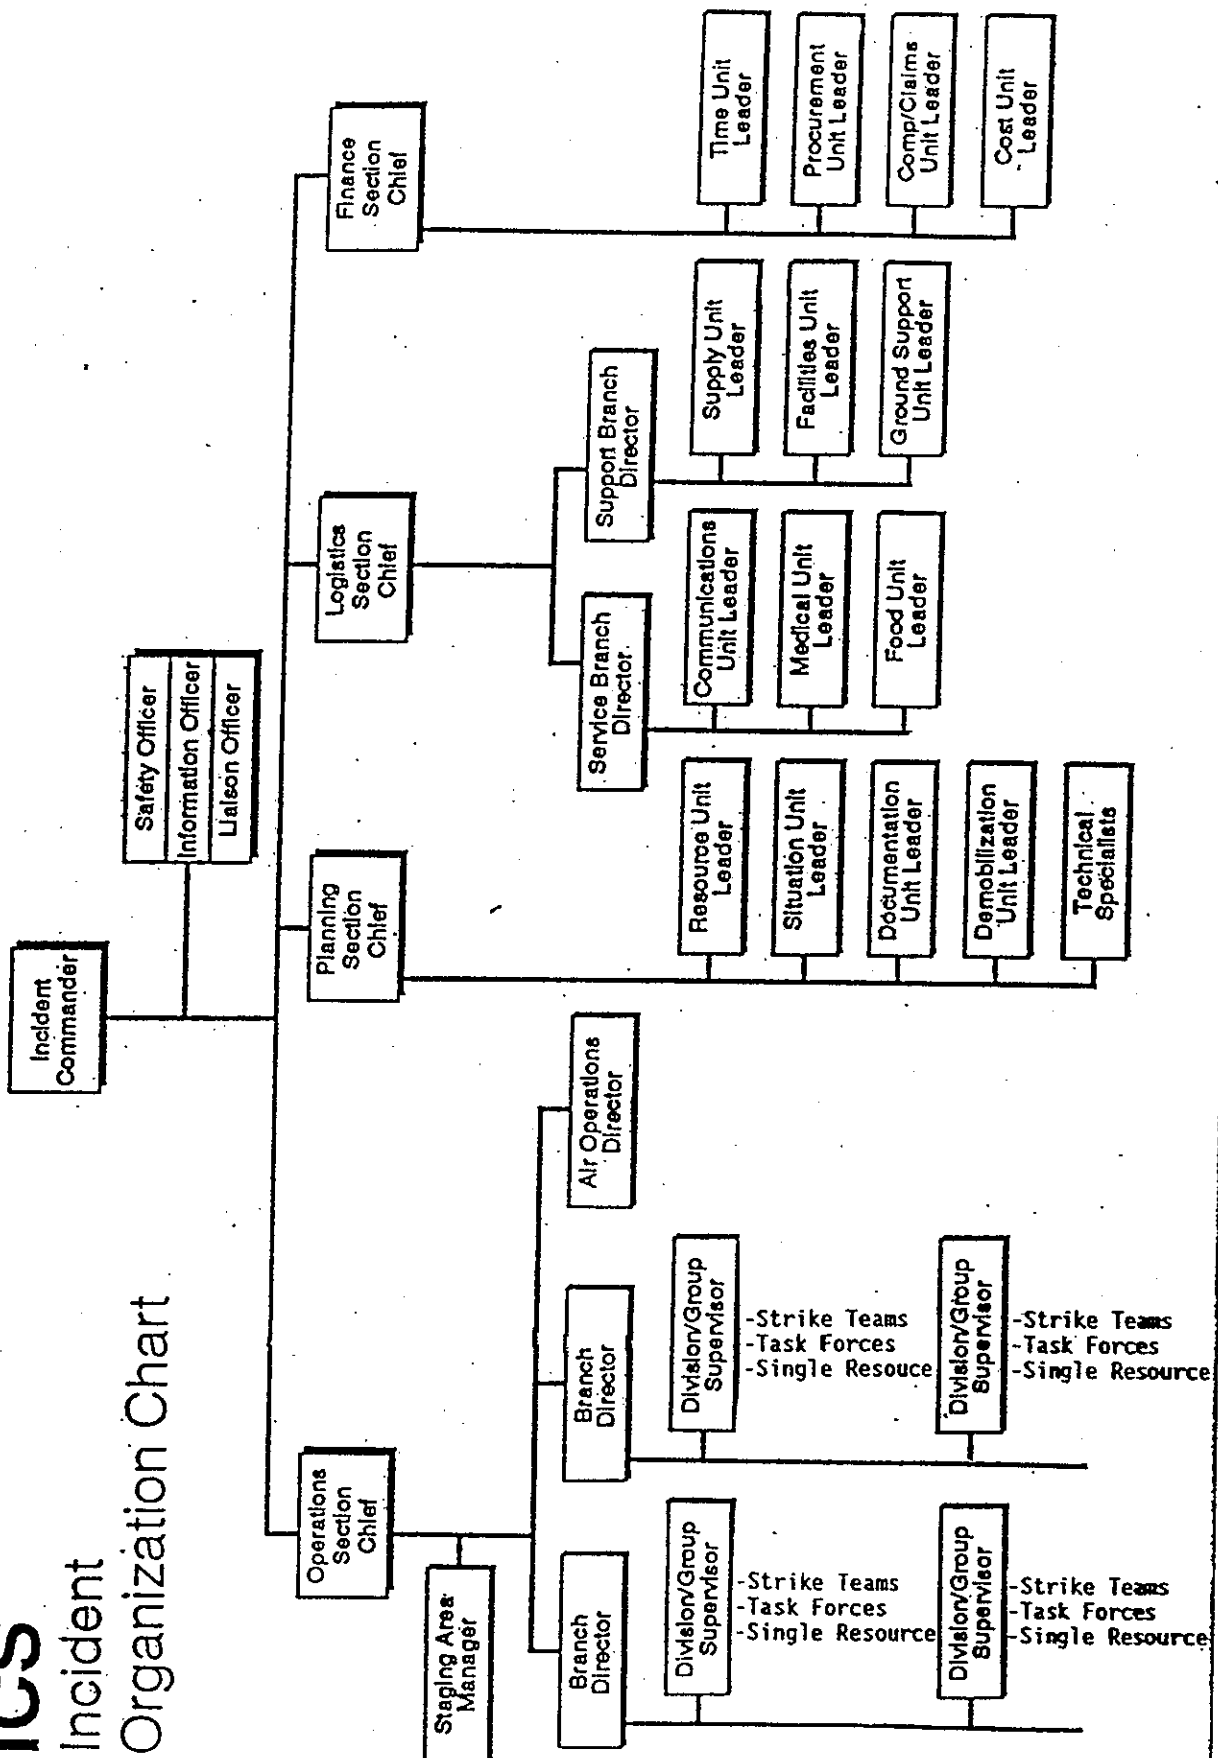 ICS
Incident
Organization Chart
Incident
Commander
Safety Officer
Information Officer
Liaison Officer
Operations
Section
Chief
Planning
Section
Chief
Logistics
Section
Chief
Finance
Section
Chief
Staging Area
Manager
Branch
Director
Branch
Director
Air Operations
Director
Service Branch
Director
Support Branch
Director
Division/Group
Supervisor
-Strike Teams
-Task Forces
-Single Resource
Division/Group
Supervisor
-Strike Teams
-Task Forces
-Single Resource
Division/Group
Supervisor
-Strike Teams
-Task Forces
-Single Resouce
Division/Group
Supervisor
-Strike Teams
-Task Forces
-Single Resource
Resource Unit
Leader
Situation Unit
Leader
Documentation
Unit Leader
Demobilization
Unit Leader
Technical
Specialists
Communications
Unit Leader
Medical Unit
Leader
Food Unit
Leader
Supply Unit
Leader
Facilities Unit
Leader
Ground Support
Unit Leader
Time Unit
Leader
Procurement
Unit Leader
Comp/Claims
Unit Leader
Cost Unit
Leader